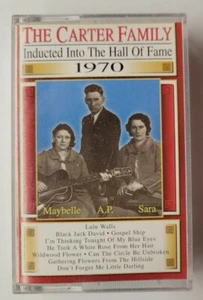 THE CARTER FAMILY
Inducted Into The Hall Of Fame
1970
Maybelle A.P. Sara
Lulu Walls
Black Jack David • Gospel Ship
I'm Thinking Tonight Of My Blue Eyes
He Took A White Rose From Her Hair
Wildwood Flower • Can The Circle Be Unbroken
Gathering Flowers From The Hillside
Don't Forget Me Little Darling